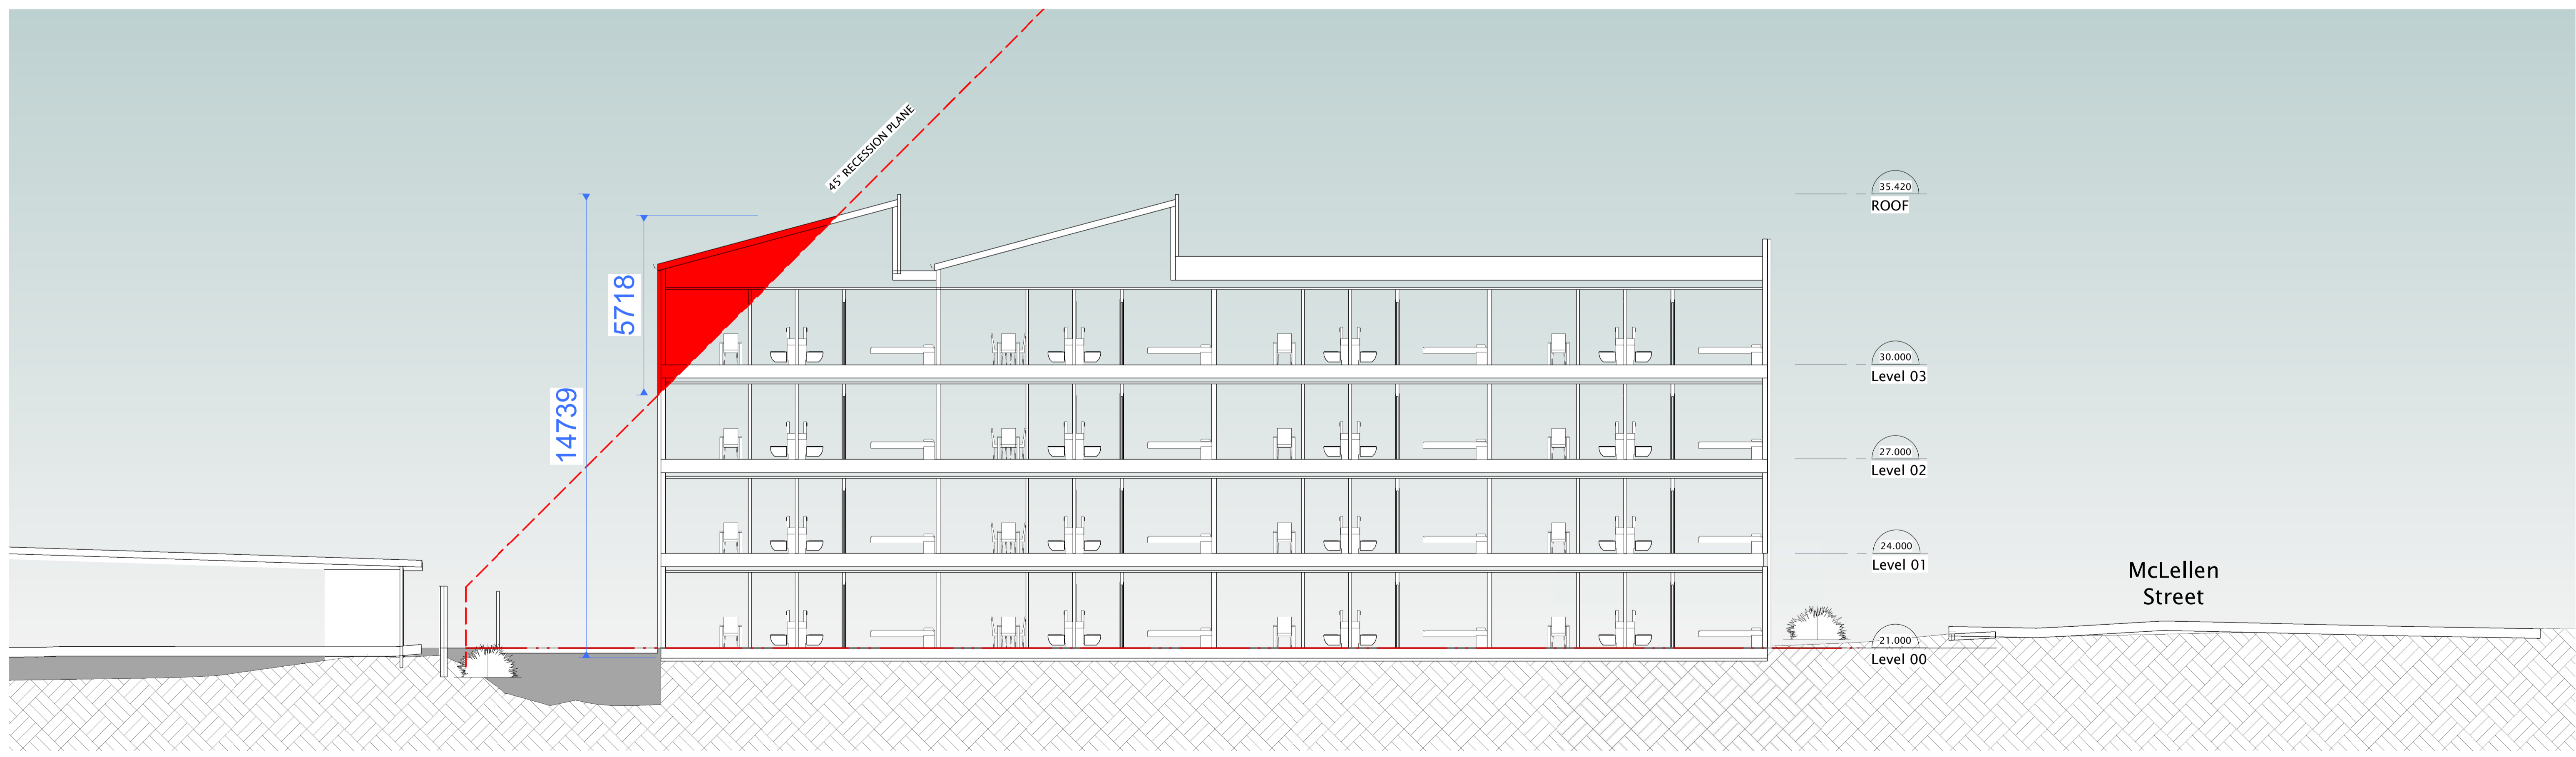 45° RECESSION PLANE
35.420
ROOF
5718
14739
30.000
Level 03
27.000
Level 02
24.000
Level 01
McLellen
Street
21.000
Level 00